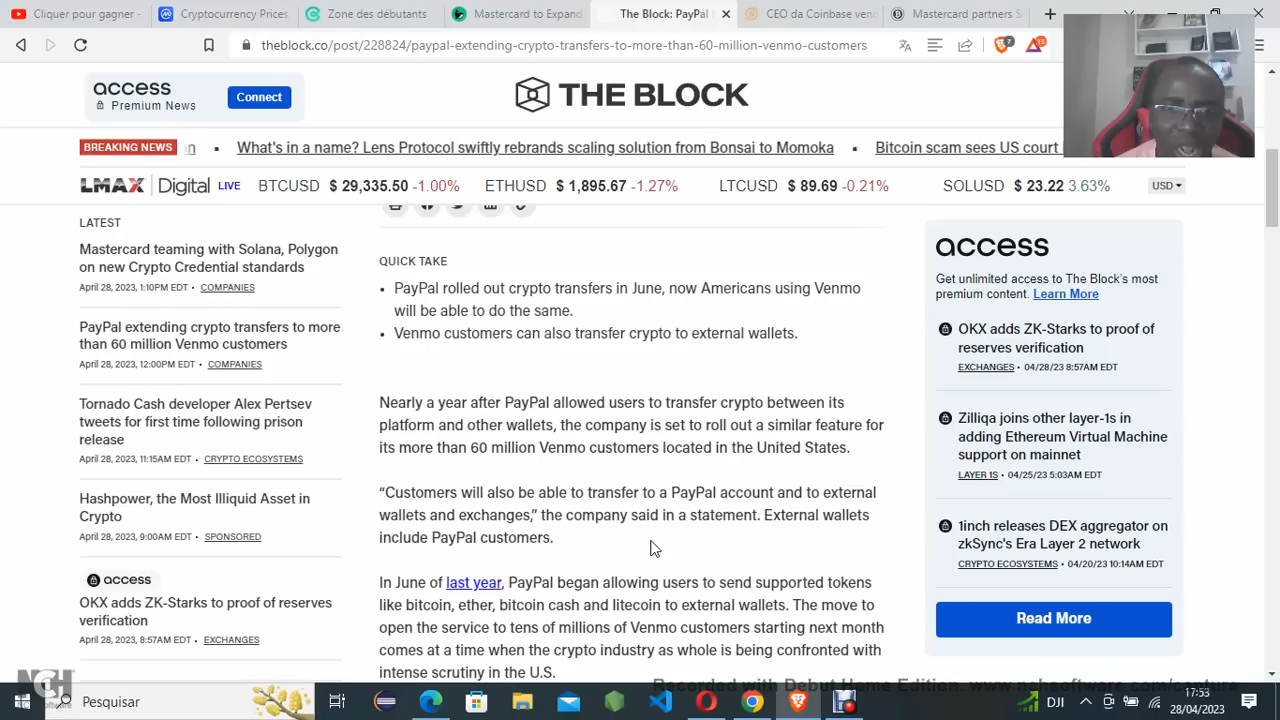 Cliquez pour gagner -
Cryptocurrency Prices,
Zone des débutants
Mastercard to Expand
The Block: PayPal
CEO da Coinbase ven
Mastercard partners S
theblock.co/post/228824/paypal-extending-crypto-transfers-to-more-than-60-million-venmo-customers
7
13
access
Premium News
Connect
THE BLOCK
BREAKING NEWS
What's in a name? Lens Protocol swiftly rebrands scaling solution from Bonsai to Momoka
Bitcoin scam sees US court
LMAX Digital LIVE
BTCUSD $ 29,335.50 -1.00%
ETHUSD $ 1,895.67 -1.27%
LTCUSD $ 89.69 -0.21%
SOLUSD $ 23.22 3.63%
USD
LATEST
Mastercard teaming with Solana, Polygon
on new Crypto Credential standards
April 28, 2023, 1:10PM EDT • COMPANIES
PayPal extending crypto transfers to more
than 60 million Venmo customers
April 28, 2023, 12:00PM EDT • COMPANIES
Tornado Cash developer Alex Pertsev
tweets for first time following prison
release
April 28, 2023, 11:15AM EDT • CRYPTO ECOSYSTEMS
Hashpower, the Most Illiquid Asset in
Crypto
April 28, 2023, 9:00AM EDT • SPONSORED
access
OKX adds ZK-Starks to proof of reserves
verification
April 28, 2023, 8:57AM EDT • EXCHANGES
QUICK TAKE
• PayPal rolled out crypto transfers in June, now Americans using Venmo
will be able to do the same.
• Venmo customers can also transfer crypto to external wallets.
Nearly a year after PayPal allowed users to transfer crypto between its
platform and other wallets, the company is set to roll out a similar feature for
its more than 60 million Venmo customers located in the United States.
“Customers will also be able to transfer to a PayPal account and to external
wallets and exchanges,” the company said in a statement. External wallets
include PayPal customers.
In June of last year, PayPal began allowing users to send supported tokens
like bitcoin, ether, bitcoin cash and litecoin to external wallets. The move to
open the service to tens of millions of Venmo customers starting next month
comes at a time when the crypto industry as whole is being confronted with
intense scrutiny in the U.S.
access
Get unlimited access to The Block's most
premium content. Learn More
OKX adds ZK-Starks to proof of
reserves verification
EXCHANGES • 04/28/23 8:57AM EDT
Zilliqa joins other layer-1s in
adding Ethereum Virtual Machine
support on mainnet
LAYER 1S • 04/25/23 5:03AM EDT
1inch releases DEX aggregator on
zkSync's Era Layer 2 network
CRYPTO ECOSYSTEMS • 04/20/23 10:14AM EDT
Read More
NCH
Recorded with Debut Home Edition. www.nchsoftware.com/capture
Pesquisar
DJI
17:53
28/04/2023